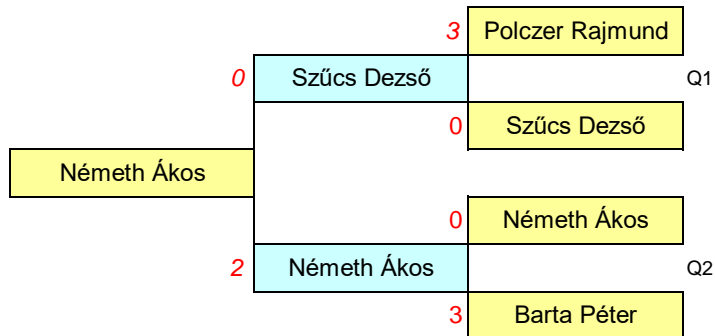 3 Polczer Rajmund
0 Szűcs Dezső Q1
0 Szűcs Dezső
Németh Ákos
0 Németh Ákos
2 Németh Ákos Q2
3 Barta Péter